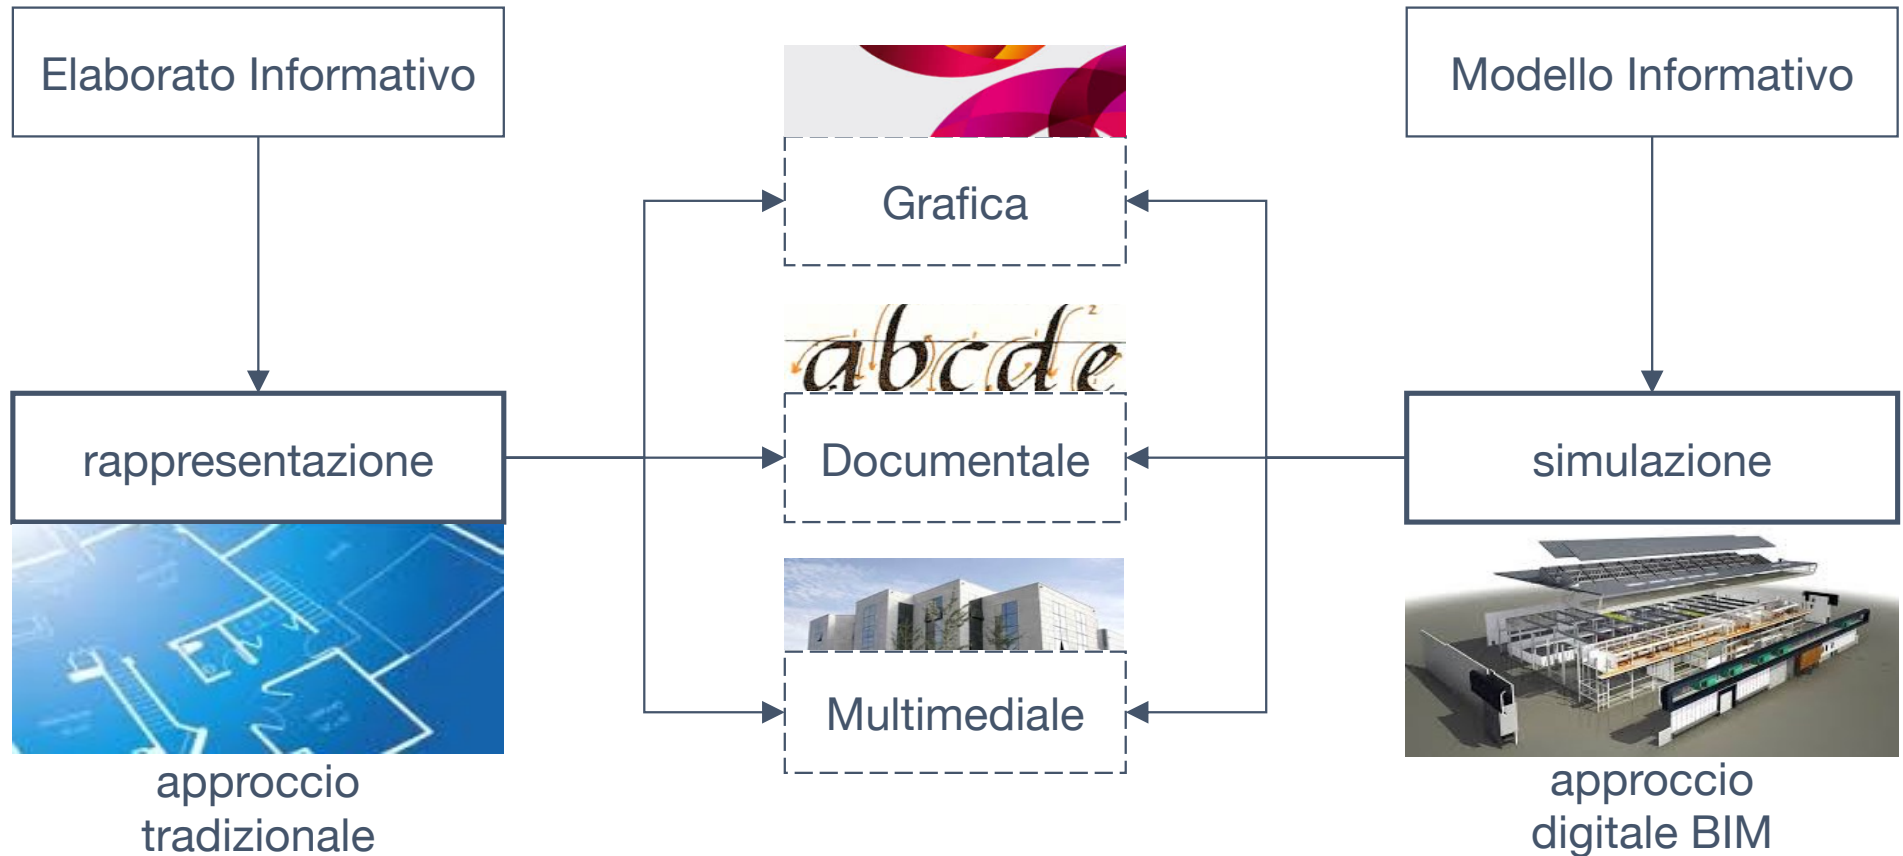 Elaborato Informativo
Modello Informativo
Grafica
abcde
rappresentazione
Documentale
simulazione
Multimediale
approccio
tradizionale
approccio
digitale BIM